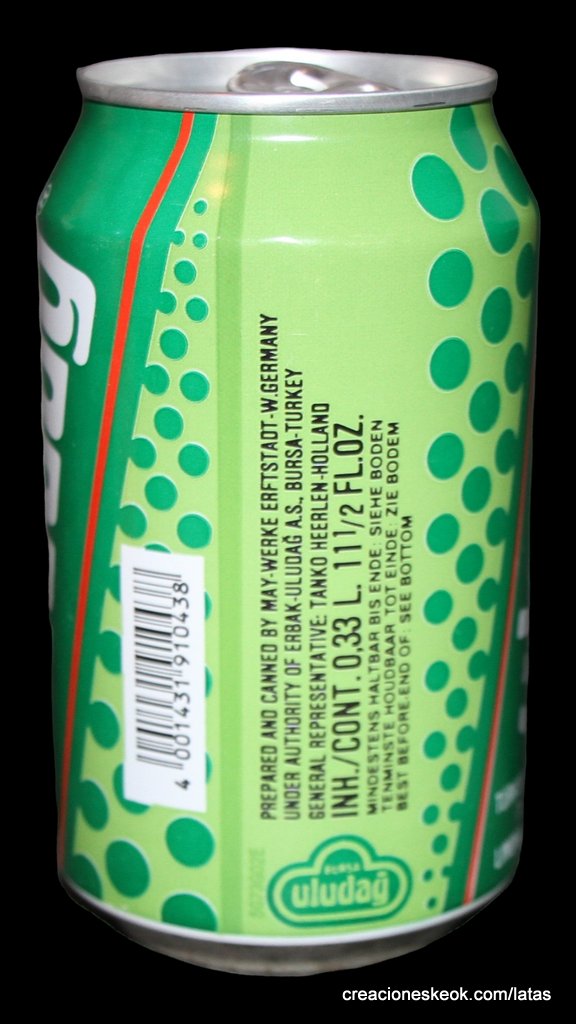 PREPARED AND CANNED BY MAY-WERKE ERFTSTADT-W.GERMANY
UNDER AUTHORITY OF ERBAK-ULUDAĞ A.S., BURSA-TURKEY
GENERAL REPRESENTATIVE: TANKO HEERLEN-HOLLAND
INH./CONT. 0,33 L. 11 1/2 FL.OZ.
MINDESTENS HALTBAR BIS ENDE: SIEHE BODEN
TENMINSTE HOUDBAAR TOT EINDE: ZIE BODEM
BEST BEFORE END OF: SEE BOTTOM
4 001431 910438
BURSA
uludağ
creacioneskeok.com/latas